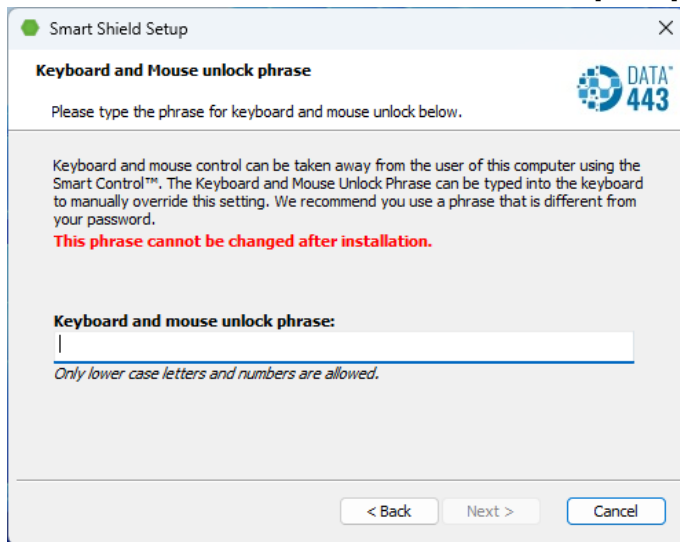 Smart Shield Setup
Keyboard and Mouse unlock phrase
Please type the phrase for keyboard and mouse unlock below.
DATA™
443
Keyboard and mouse control can be taken away from the user of this computer using the
Smart Control™. The Keyboard and Mouse Unlock Phrase can be typed into the keyboard
to manually override this setting. We recommend you use a phrase that is different from
your password.
This phrase cannot be changed after installation.
Keyboard and mouse unlock phrase:
Only lower case letters and numbers are allowed.
< Back Next > Cancel